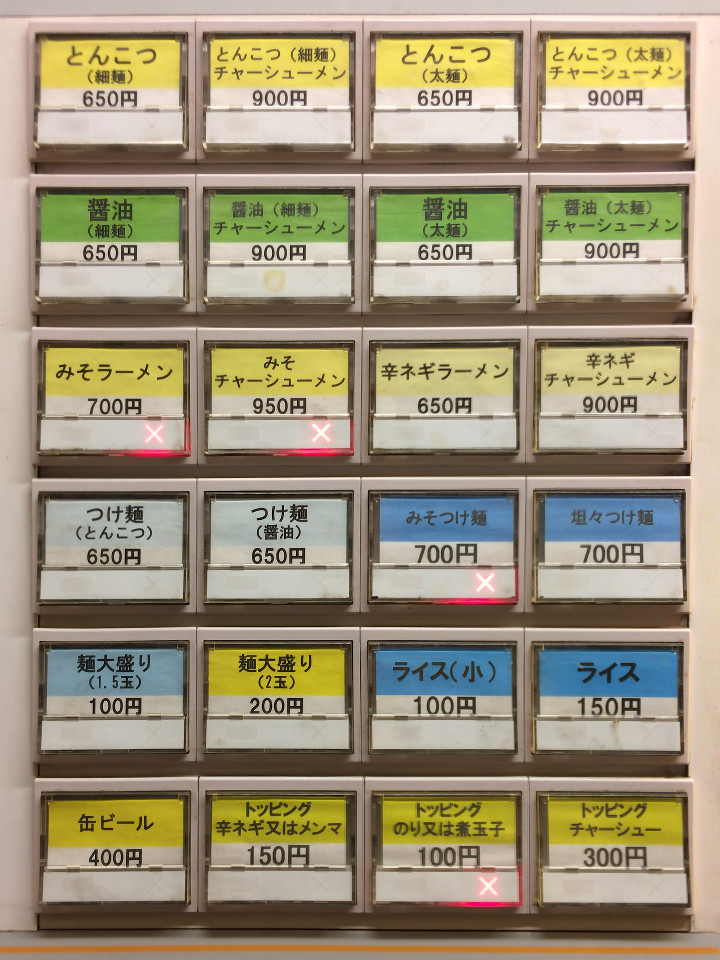 とんこつ
（細麺）
650円
とんこつ（細麺）
チャーシューメン
900円
とんこつ
（太麺）
650円
とんこつ（太麺）
チャーシューメン
900円
醤油
（細麺）
650円
醤油（細麺）
チャーシューメン
900円
醤油
（太麺）
650円
醤油（太麺）
チャーシューメン
900円
みそラーメン
700円
×
みそ
チャーシューメン
950円
×
辛ネギラーメン
650円
辛ネギ
チャーシューメン
900円
つけ麺
（とんこつ）
650円
つけ麺
（醤油）
650円
みそつけ麺
700円
×
坦々つけ麺
700円
麺大盛り
（1.5玉）
100円
麺大盛り
（2玉）
200円
ライス（小）
100円
ライス
150円
缶ビール
400円
トッピング
辛ネギ又はメンマ
150円
トッピング
のり又は煮玉子
100円
×
トッピング
チャーシュー
300円